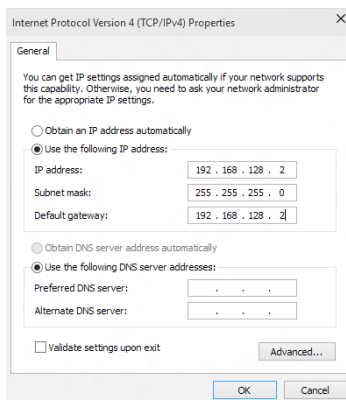 Internet Protocol Version 4 (TCP/IPv4) Properties
General
You can get IP settings assigned automatically if your network supports
this capability. Otherwise, you need to ask your network administrator
for the appropriate IP settings.
Obtain an IP address automatically
Use the following IP address:
IP address: 192 . 168 . 128 . 2
Subnet mask: 255 . 255 . 255 . 0
Default gateway: 192 . 168 . 128 . 2
Obtain DNS server address automatically
Use the following DNS server addresses:
Preferred DNS server: . . .
Alternate DNS server: . . .
Validate settings upon exit
Advanced...
OK Cancel